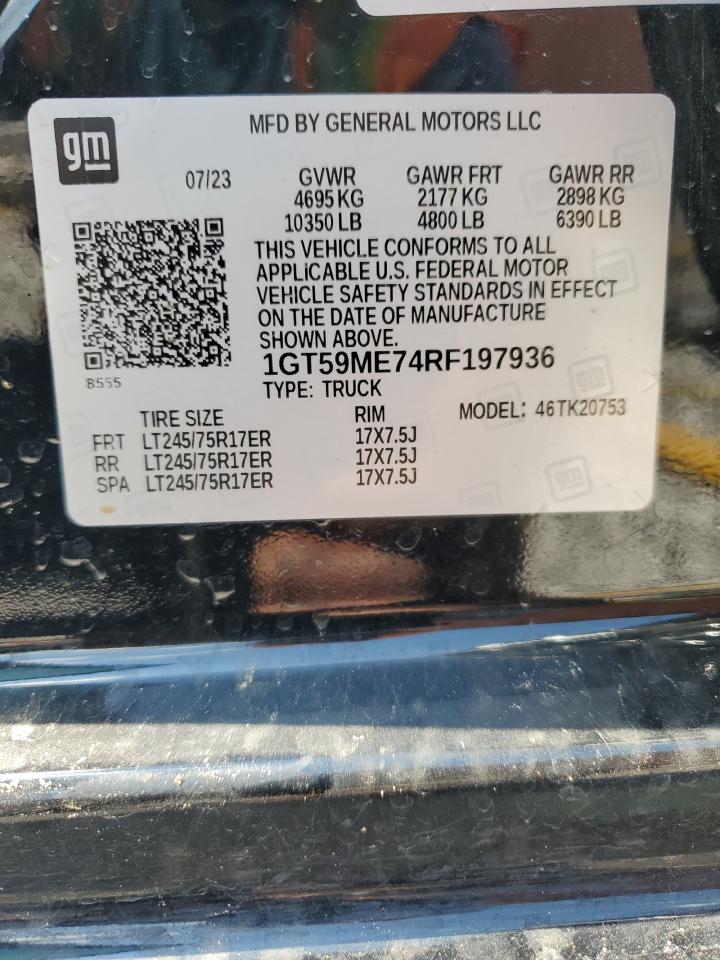 gm
MFD BY GENERAL MOTORS LLC
07/23 GVWR GAWR FRT GAWR RR
4695 KG 2177 KG 2898 KG
10350 LB 4800 LB 6390 LB
THIS VEHICLE CONFORMS TO ALL
APPLICABLE U.S. FEDERAL MOTOR
VEHICLE SAFETY STANDARDS IN EFFECT
ON THE DATE OF MANUFACTURE
SHOWN ABOVE.
1GT59ME74RF197936
8555
TYPE: TRUCK
TIRE SIZE RIM MODEL: 46TK20753
FRT LT245/75R17ER 17X7.5J
RR LT245/75R17ER 17X7.5J
SPA LT245/75R17ER 17X7.5J